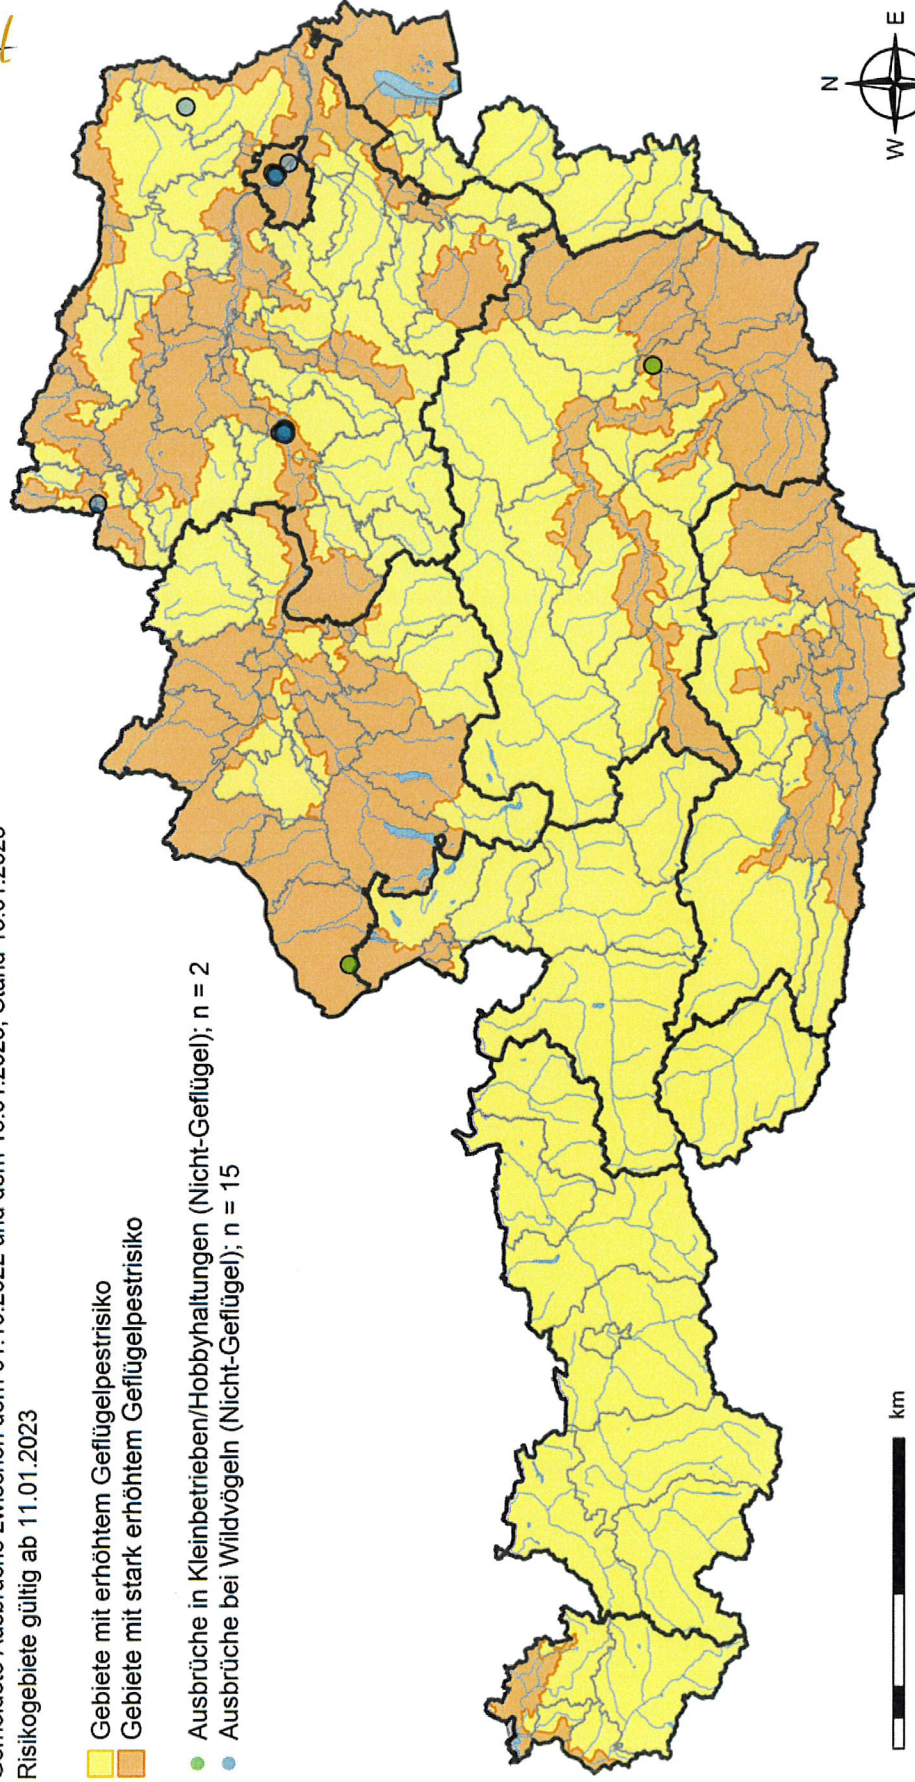 Risikogebiete gültig ab 11.01.2023
Gebiete mit erhöhtem Geflügelpestrisiko
Gebiete mit stark erhöhtem Geflügelpestrisiko
Ausbrüche in Kleinbetrieben/Hobbyhaltungen (Nicht-Geflügel); n = 2
Ausbrüche bei Wildvögeln (Nicht-Geflügel); n = 15
N
W
E
km